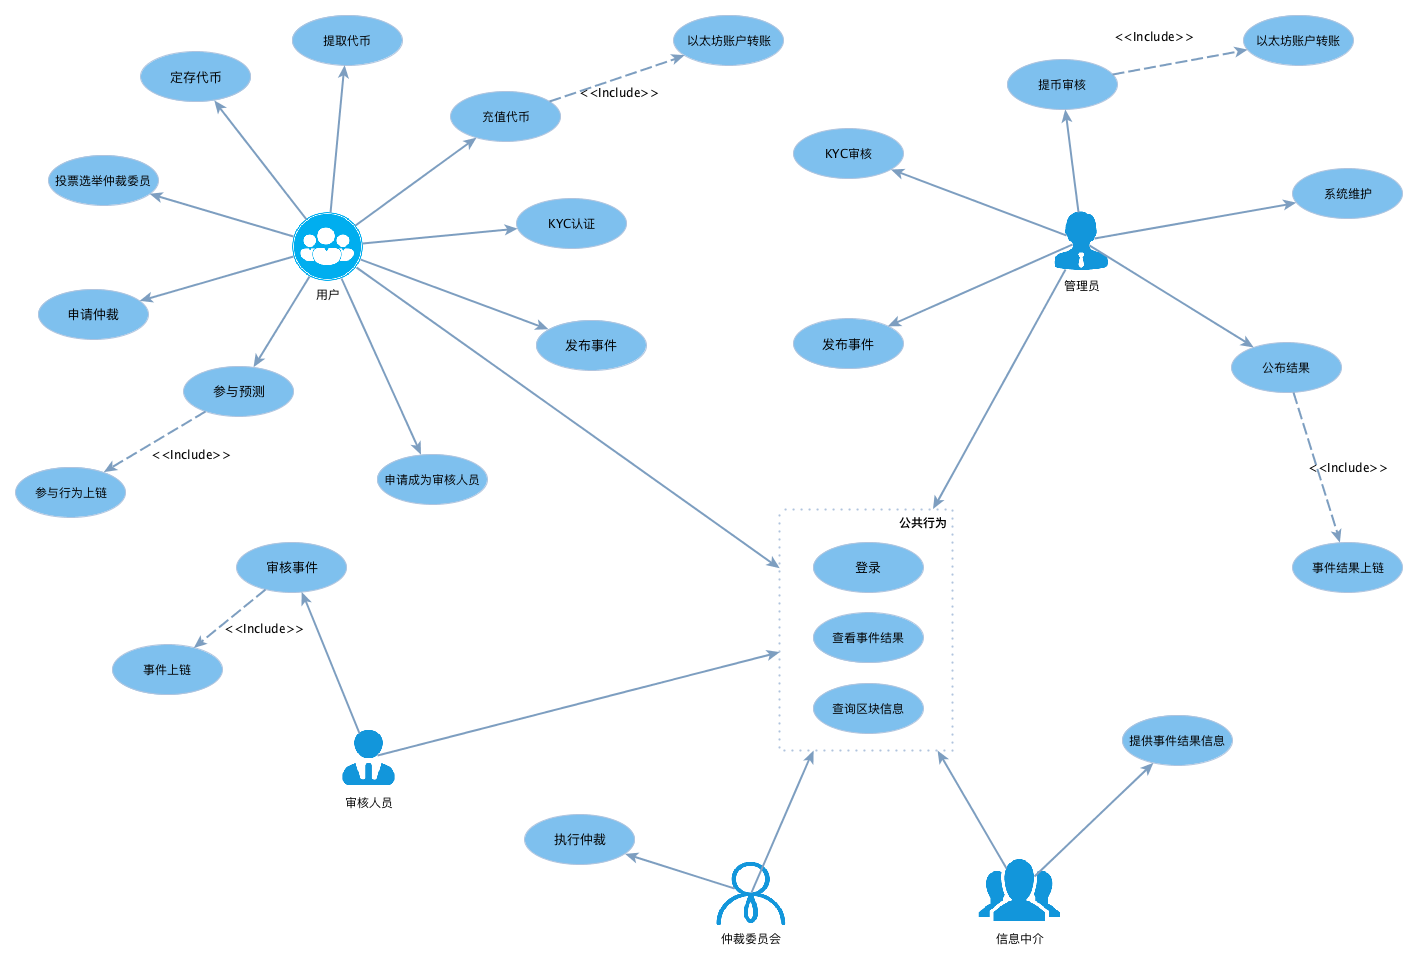 提取代币
以太坊账户转账
<<Include>>
以太坊账户转账
定存代币
提币审核
<<Include>>
充值代币
KYC审核
投票选举仲裁委员
系统维护
KYC认证
用户
管理员
申请仲裁
发布事件
发布事件
公布结果
参与预测
<<Include>>
<<Include>>
申请成为审核人员
参与行为上链
公共行为
审核事件
登录
事件结果上链
<<Include>>
查看事件结果
事件上链
查询区块信息
提供事件结果信息
审核人员
执行仲裁
仲裁委员会
信息中介